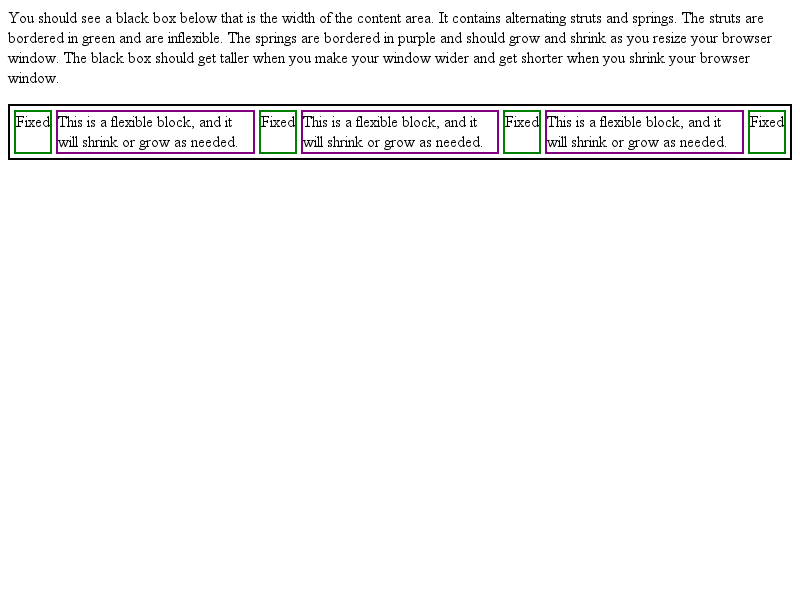 You should see a black box below that is the width of the content area. It contains alternating struts and springs. The struts are
bordered in green and are inflexible. The springs are bordered in purple and should grow and shrink as you resize your browser
window. The black box should get taller when you make your window wider and get shorter when you shrink your browser
window.
Fixed This is a flexible block, and it Fixed This is a flexible block, and it Fixed This is a flexible block, and it Fixed
will shrink or grow as needed. will shrink or grow as needed. will shrink or grow as needed.